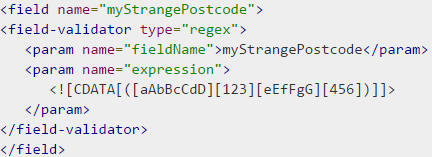 <field name="myStrangePostcode">
<field-validator type="regex">
<param name="fieldName">myStrangePostcode</param>
<param name="expression">
<![CDATA[([aAbBcCdD][123][eEfFgG][456])]]>
</param>
</field-validator>
</field>